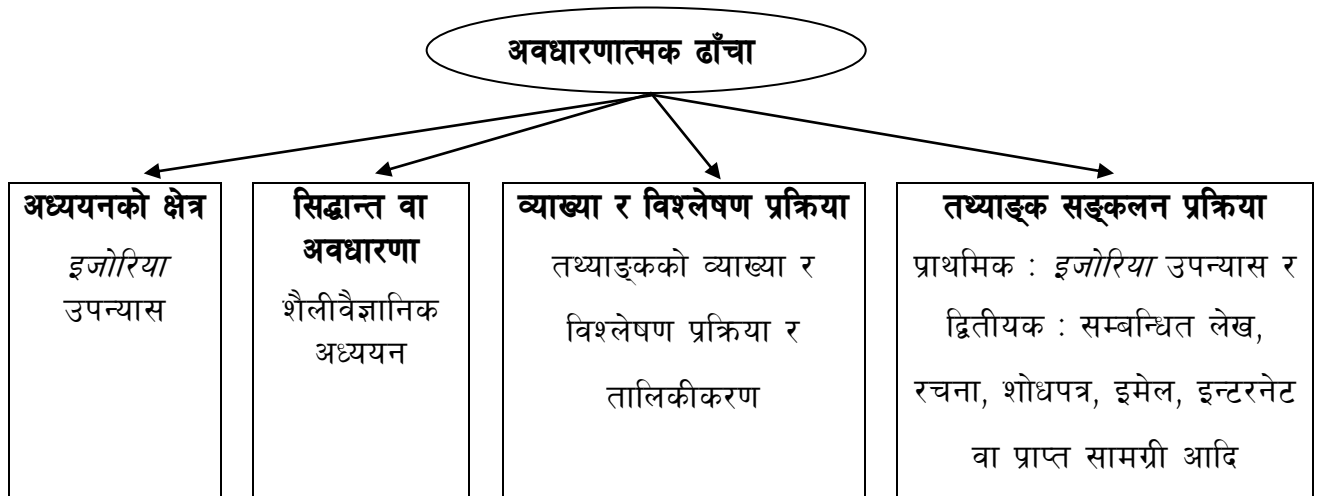 अवधारणात्मक ढाँचा
अध्ययनको क्षेत्र
इजोरिया
उपन्यास
सिद्धान्त वा
अवधारणा
शैलीवैज्ञानिक
अध्ययन
व्याख्या र विश्लेषण प्रक्रिया
तथ्याङ्कको व्याख्या र
विश्लेषण प्रक्रिया र
तालिकीकरण
तथ्याङ्क सङ्कलन प्रक्रिया
प्राथमिक : इजोरिया उपन्यास र
द्वितीयक : सम्बन्धित लेख,
रचना, शोधपत्र, इमेल, इन्टरनेट
वा प्राप्त सामग्री आदि